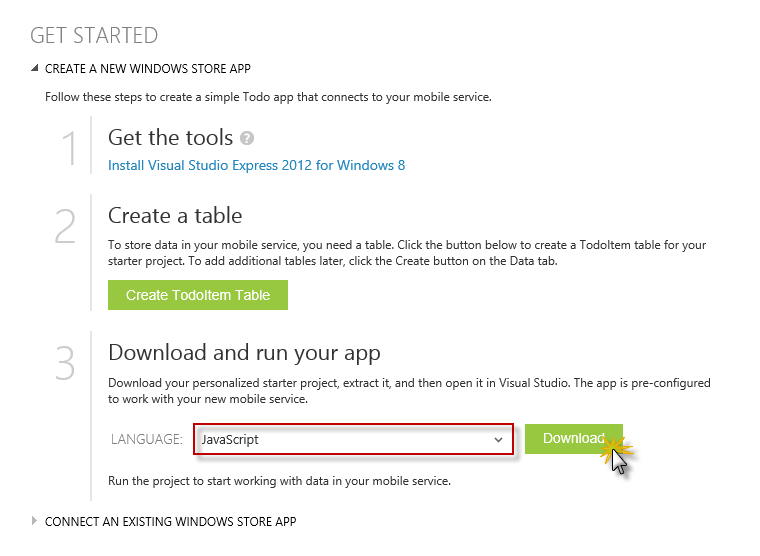 GET STARTED
CREATE A NEW WINDOWS STORE APP
Follow these steps to create a simple Todo app that connects to your mobile service.
1
Get the tools ?
Install Visual Studio Express 2012 for Windows 8
2
Create a table
To store data in your mobile service, you need a table. Click the button below to create a TodoItem table for your
starter project. To add additional tables later, click the Create button on the Data tab.
Create TodoItem Table
3
Download and run your app
Download your personalized starter project, extract it, and then open it in Visual Studio. The app is pre-configured
to work with your new mobile service.
LANGUAGE: JavaScript Download
Run the project to start working with data in your mobile service.
CONNECT AN EXISTING WINDOWS STORE APP